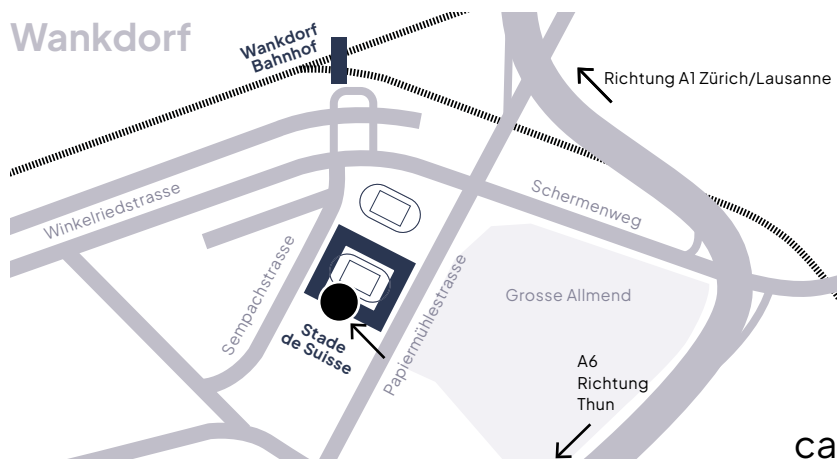 Wankdorf
Wankdorf
Bahnhof
Richtung A1 Zürich/Lausanne
Winkelriedstrasse
Schermenweg
Sempachstrasse
Papiermühlestrasse
Grosse Allmend
Stade
de Suisse
A6
Richtung
Thun
ca